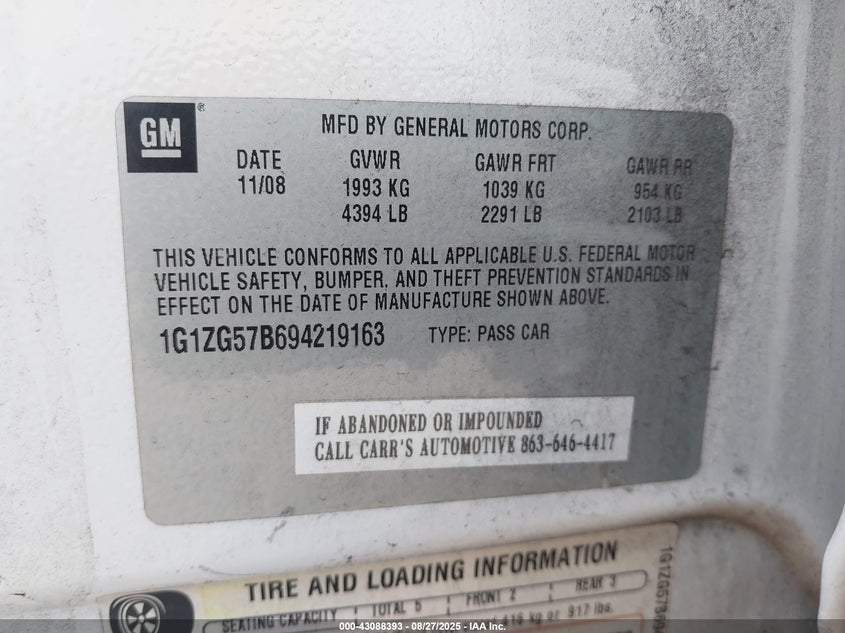 GM ®
MFD BY GENERAL MOTORS CORP.
DATE GVWR GAWR FRT GAWR RR
11/08 1993 KG 1039 KG 954 KG
4394 LB 2291 LB 2103 LB
THIS VEHICLE CONFORMS TO ALL APPLICABLE U.S. FEDERAL MOTOR
VEHICLE SAFETY, BUMPER, AND THEFT PREVENTION STANDARDS IN
EFFECT ON THE DATE OF MANUFACTURE SHOWN ABOVE.
1G1ZG57B694219163 TYPE: PASS CAR
IF ABANDONED OR IMPOUNDED
CALL CARR'S AUTOMOTIVE 863-646-4417
TIRE AND LOADING INFORMATION
SEATING CAPACITY TOTAL 5 FRONT 2 REAR 3
kg or 917 lbs.
000-43088393 - 08/27/2025 - IAA, Inc.